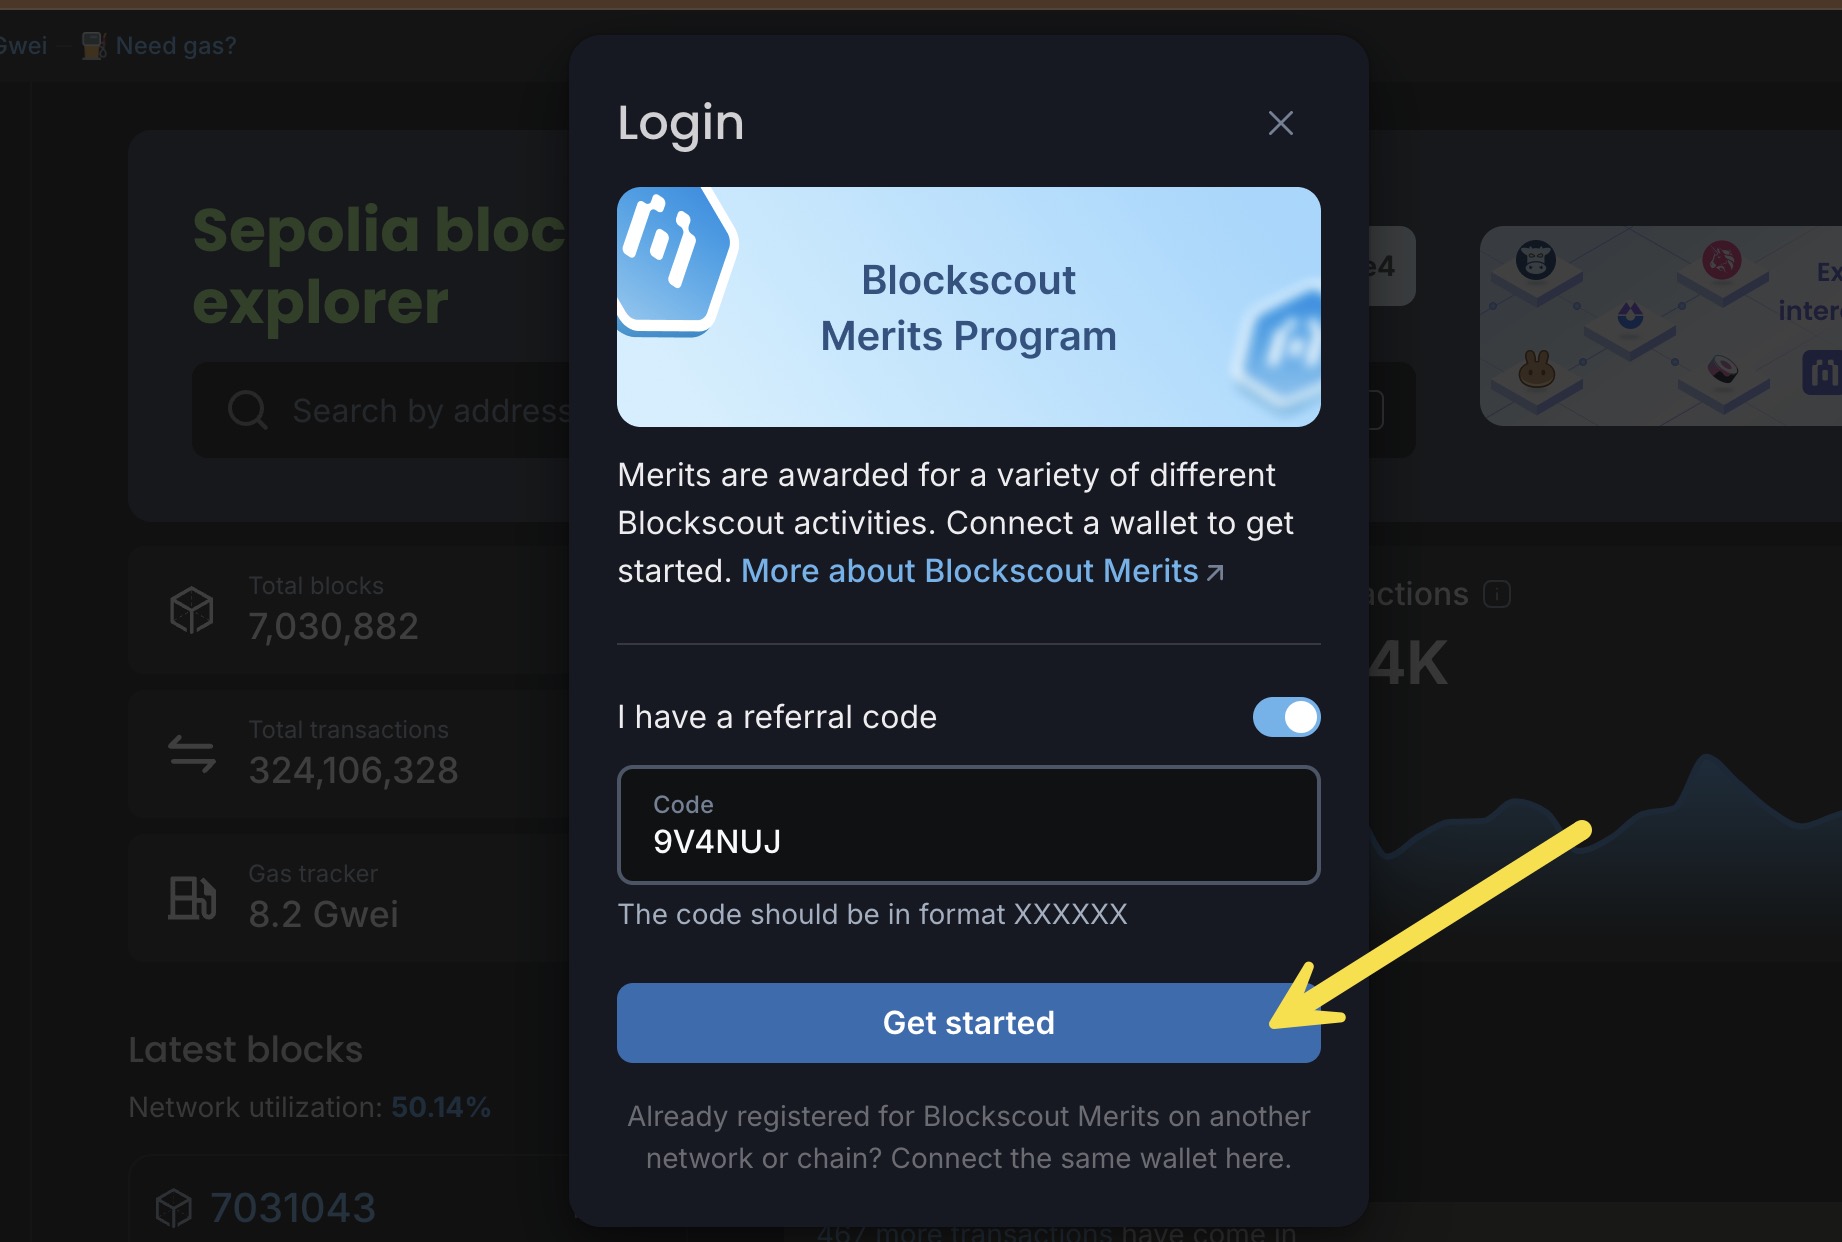 Gwei
Need gas?
Login
Blockscout
Merits Program
Merits are awarded for a variety of different
Blockscout activities. Connect a wallet to get
started. More about Blockscout Merits
I have a referral code
Code
9V4NUJ
The code should be in format XXXXXX
Get started
Already registered for Blockscout Merits on another
network or chain? Connect the same wallet here.
Sepolia bloc
explorer
Search by address
Total blocks
7,030,882
Total transactions
324,106,328
Gas tracker
8.2 Gwei
Latest blocks
Network utilization: 50.14%
7031043
e4
Ex
inter
actions
4K
467 more transactions have come in